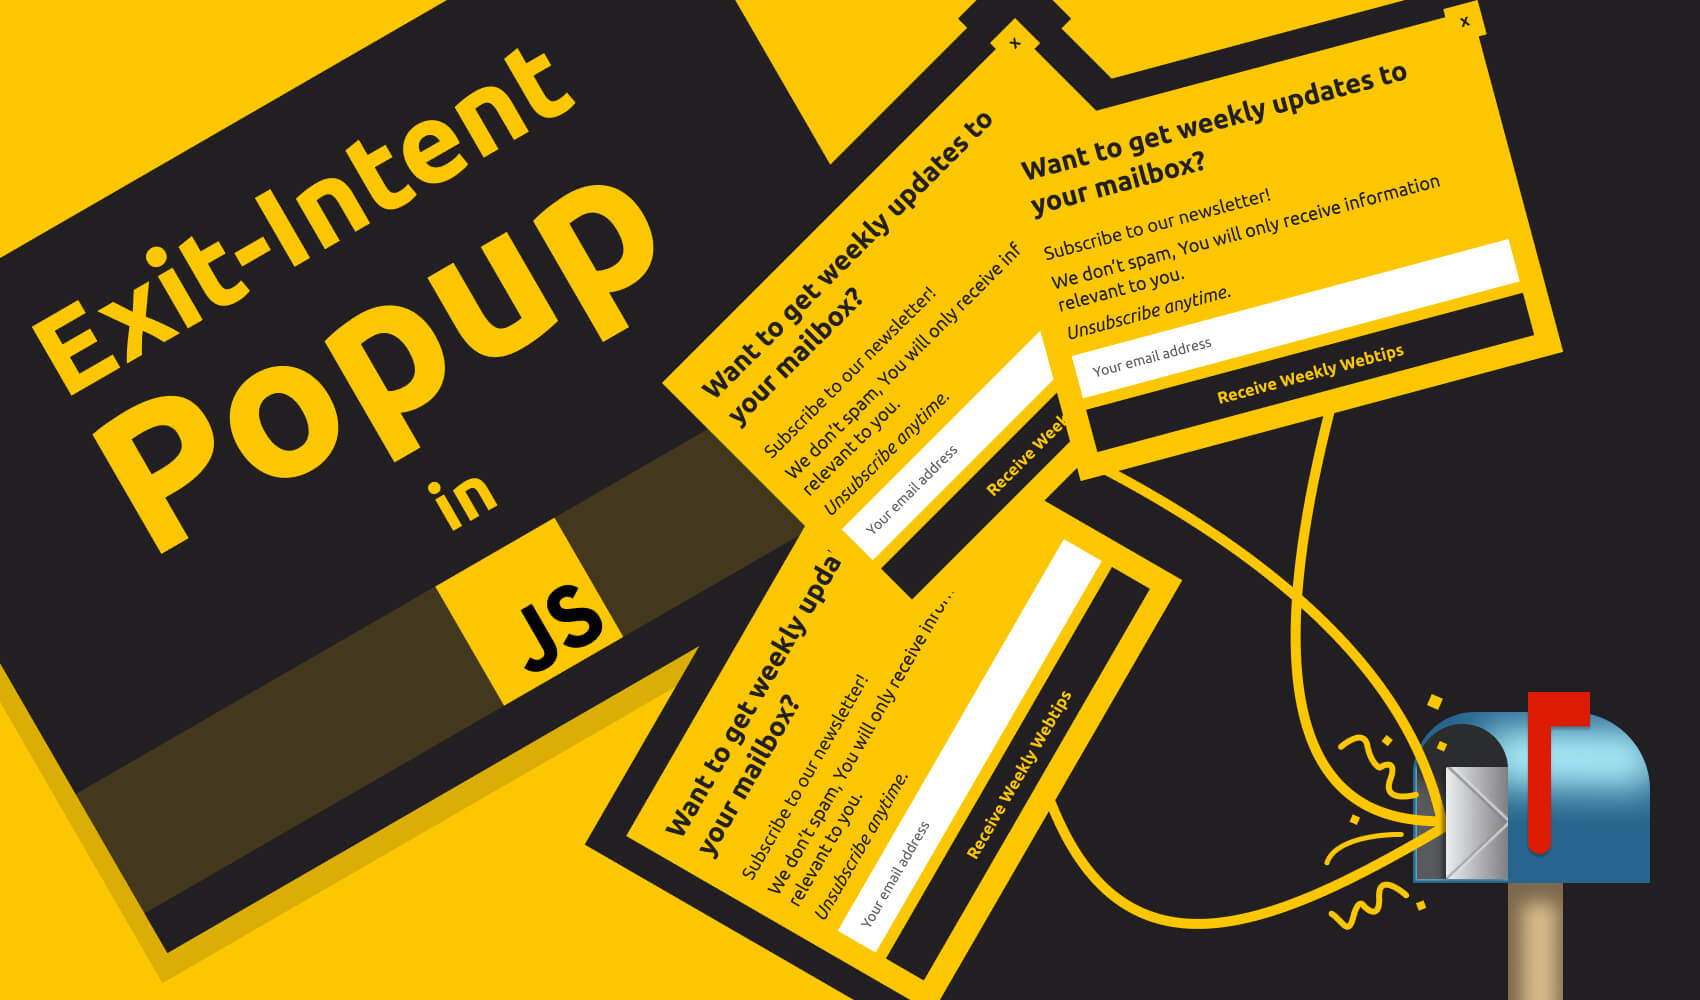 Exit-Intent
Popup
in
JS
x
Want to get weekly updates to
your mailbox?
Subscribe to our newsletter!
We don't spam, You will only receive inf
relevant to you.
Unsubscribe anytime.
Your email address
Receive Week
x
Want to get weekly updates to
your mailbox?
Subscribe to our newsletter!
We don't spam, You will only receive information
relevant to you.
Unsubscribe anytime.
Your email address
Receive Weekly Webtips
Want to get weekly upda
your mailbox?
Subscribe to our newsletter!
We don't spam, You will only receive
relevant to you.
Unsubscribe anytime.
Your email address
Receive Weekly Webtips